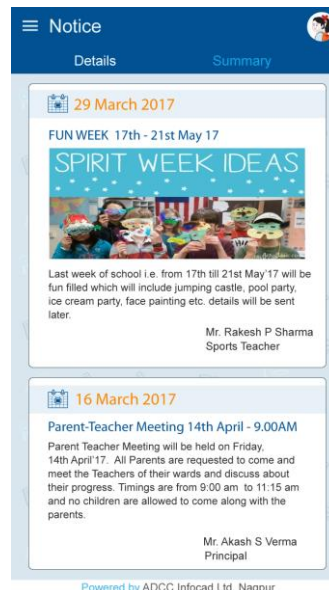 Notice
Details
Summary
29 March 2017
FUN WEEK 17th - 21st May 17
SPIRIT WEEK IDEAS
Last week of school i.e. from 17th till 21st May'17 will be
fun filled which will include jumping castle, pool party,
ice cream party, face painting etc. details will be sent
later.
Mr. Rakesh P Sharma
Sports Teacher
16 March 2017
Parent-Teacher Meeting 14th April - 9.00AM
Parent Teacher Meeting will be held on Friday,
14th April'17. All Parents are requested to come and
meet the Teachers of their wards and discuss about
their progress. Timings are from 9:00 am to 11:15 am
and no children are allowed to come along with the
parents.
Mr. Akash S Verma
Principal
Powered by ADCC Infocad Ltd, Nagpur